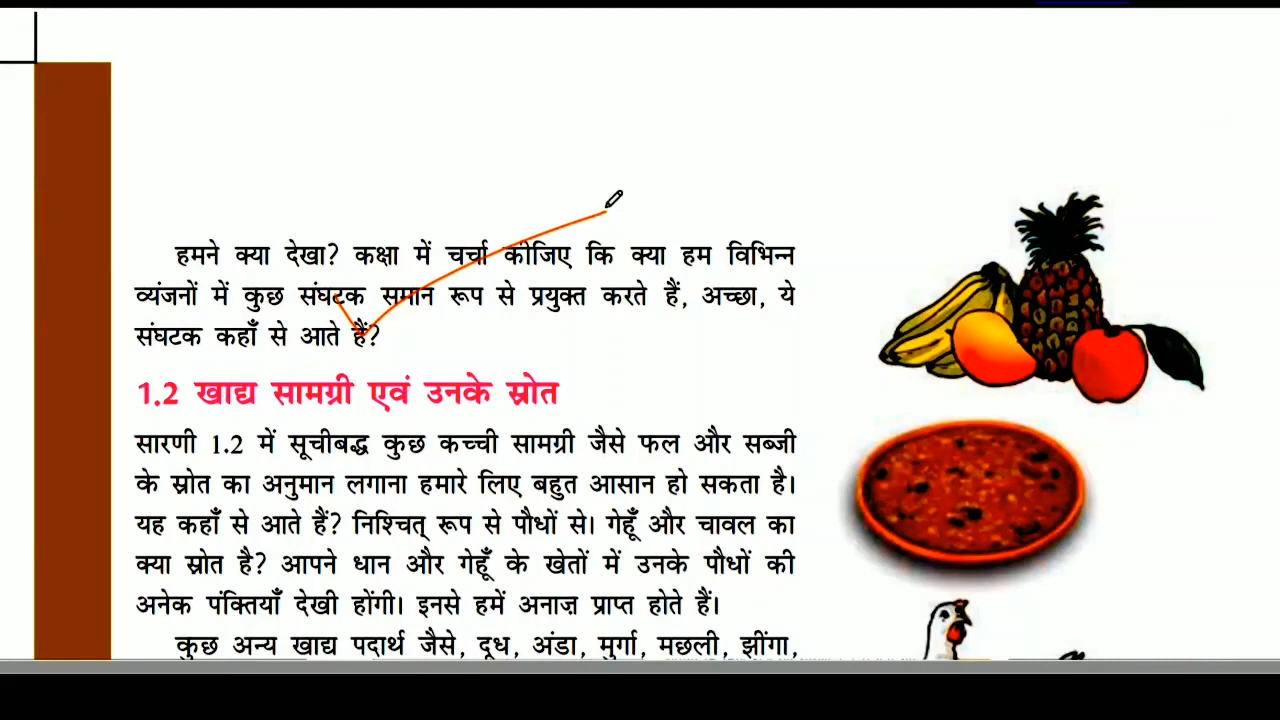 हमने क्या देखा? कक्षा में चर्चा कीजिए कि क्या हम विभिन्न
व्यंजनों में कुछ संघटक समान रूप से प्रयुक्त करते हैं, अच्छा, ये
संघटक कहाँ से आते हैं?
1.2 खाद्य सामग्री एवं उनके स्रोत
सारणी 1.2 में सूचीबद्ध कुछ कच्ची सामग्री जैसे फल और सब्जी
के स्रोत का अनुमान लगाना हमारे लिए बहुत आसान हो सकता है।
यह कहाँ से आते हैं? निश्चित् रूप से पौधों से। गेहूँ और चावल का
क्या स्रोत है? आपने धान और गेहूँ के खेतों में उनके पौधों की
अनेक पंक्तियाँ देखी होंगी। इनसे हमें अनाज़ प्राप्त होते हैं।
कुछ अन्य खाद्य पदार्थ जैसे, दूध, अंडा, मुर्गा, मछली, झींगा,